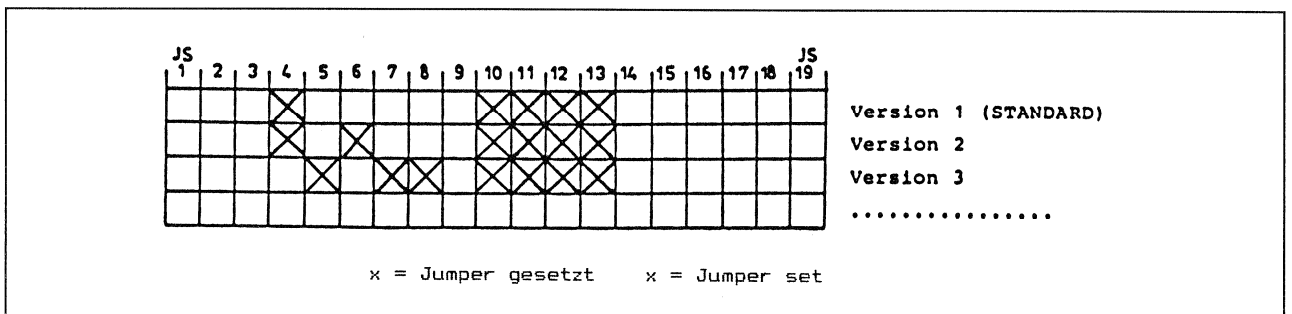 JS JS
1 2 3 4 5 6 7 8 9 10 11 12 13 14 15 16 17 18 19
Version 1 (STANDARD)
Version 2
Version 3
.................
x = Jumper gesetzt x = Jumper set